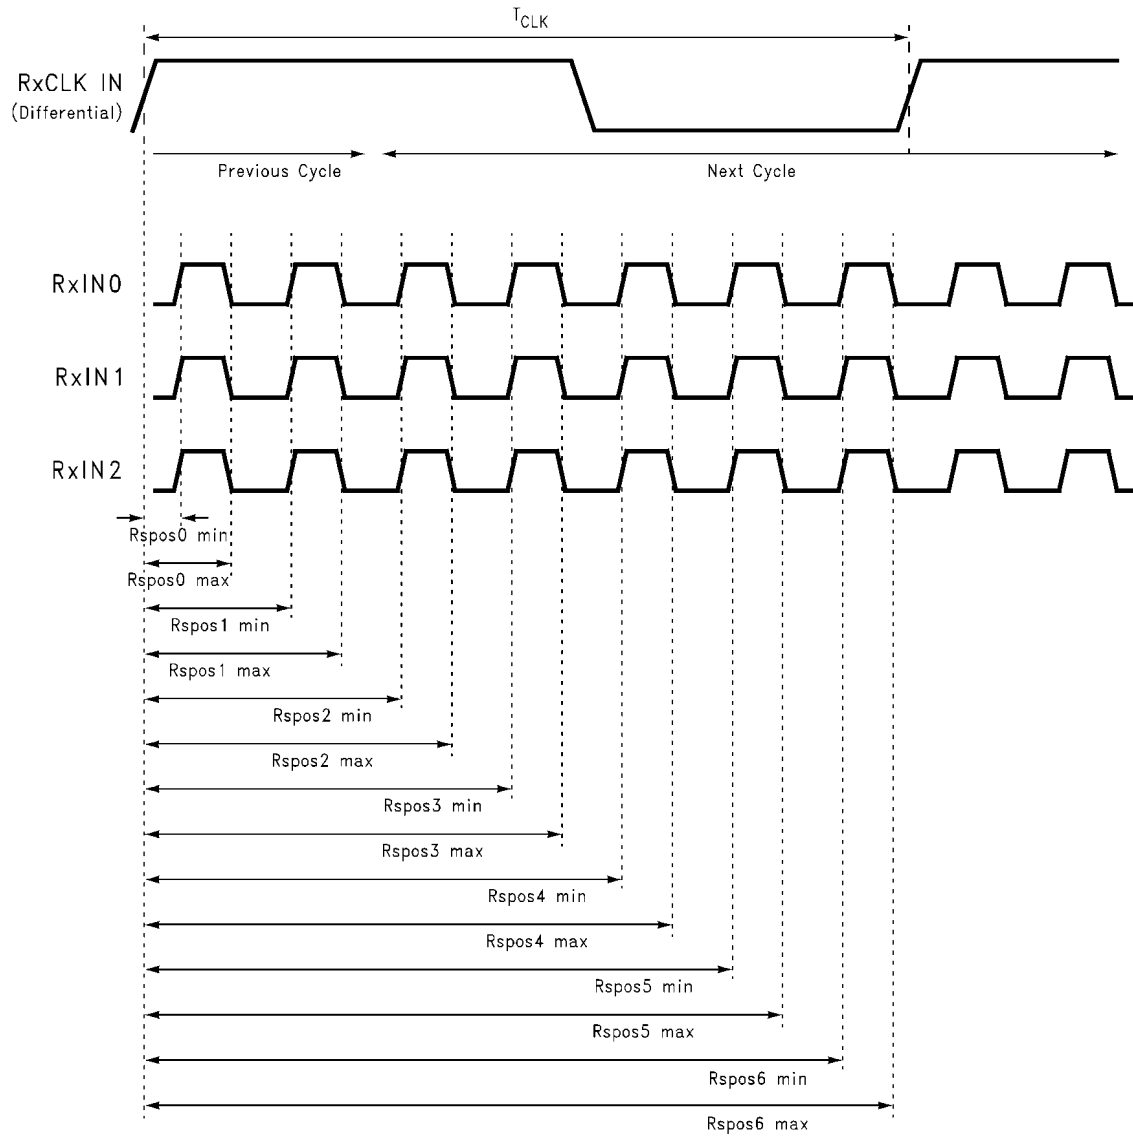 TCLK
RxCLK IN
(Differential)
Previous Cycle
Next Cycle
RxIN0
RxIN1
RxIN2
Rspos0 min
Rspos0 max
Rspos1 min
Rspos1 max
Rspos2 min
Rspos2 max
Rspos3 min
Rspos3 max
Rspos4 min
Rspos4 max
Rspos5 min
Rspos5 max
Rspos6 min
Rspos6 max